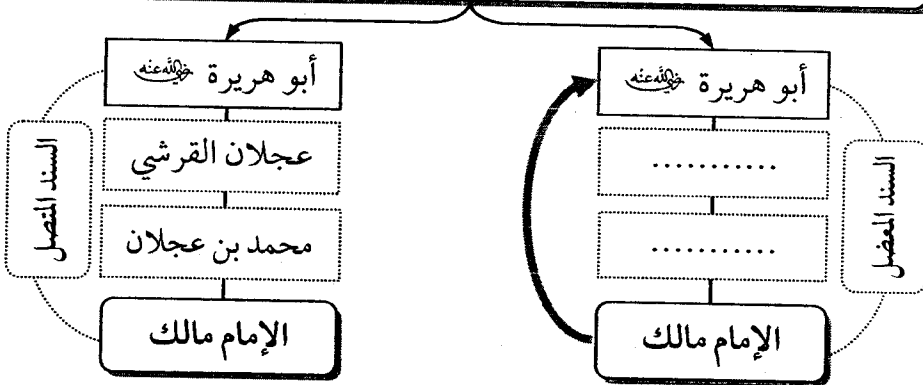 أبو هريرة رضي الله عنه
...........
...........
الإمام مالك
السند المعضل
أبو هريرة رضي الله عنه
عجلان القرشي
محمد بن عجلان
الإمام مالك
السند المتصل